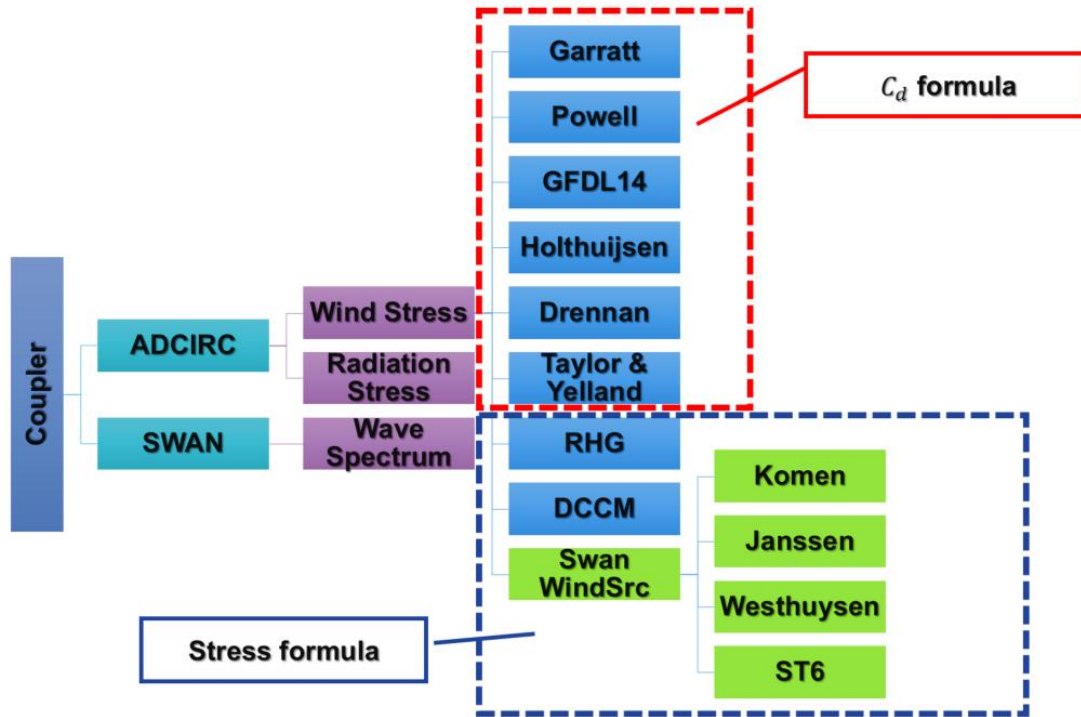 Coupler
ADCIRC
SWAN
Wind Stress
Radiation
Stress
Wave
Spectrum
Garratt
Powell
GFDL14
Holthuijsen
Drennan
Taylor &
Yelland
RHG
DCCM
Swan
WindSrc
Komen
Janssen
Westhuysen
ST6
C_d formula
Stress formula